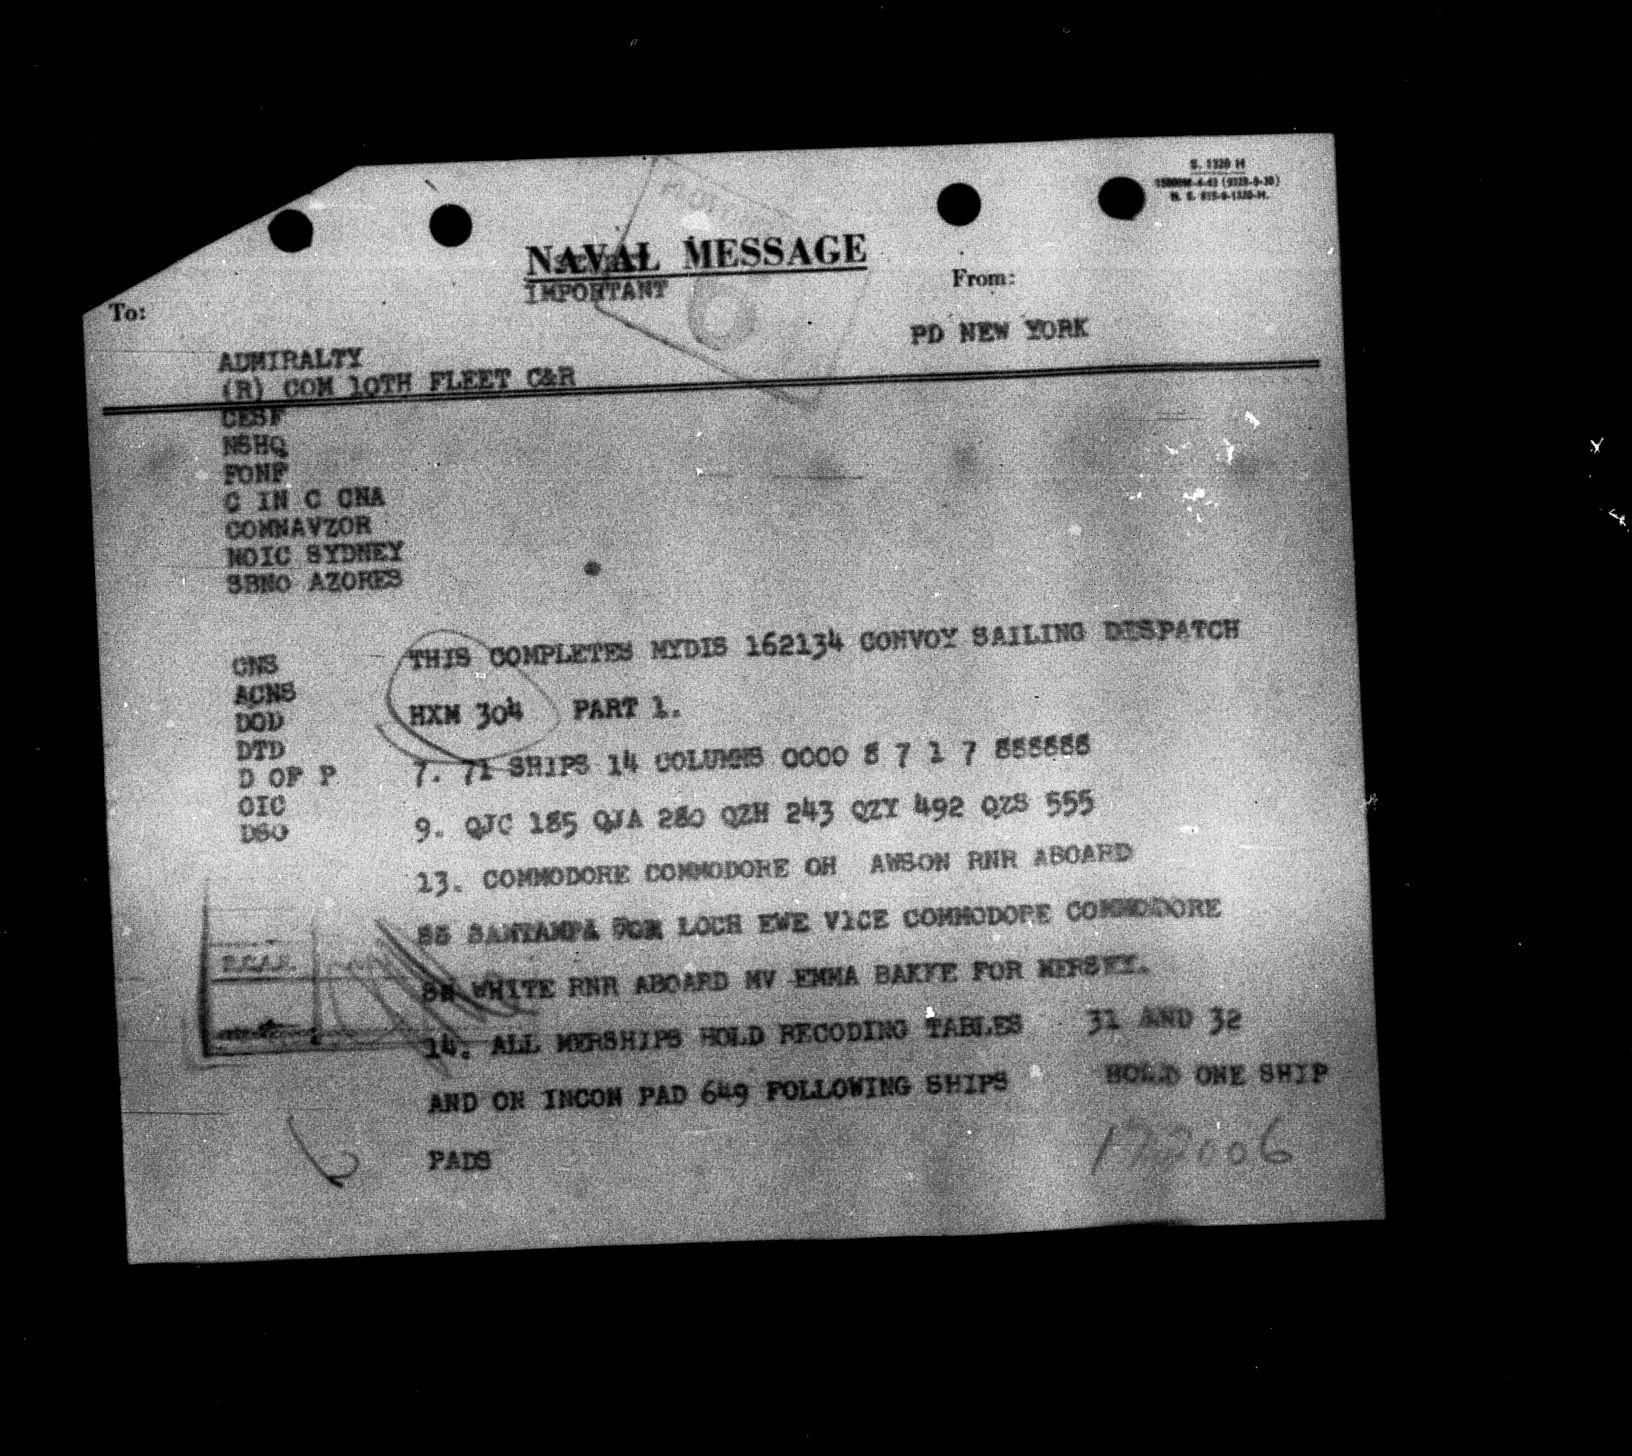 S. 1320 H
NAVAL MESSAGE
IMPORTANT
To:
From:
PD NEW YORK
ADMIRALTY
(R) COM 10TH FLEET C&R
CESF
NSHQ
FONF
C IN C CNA
COMNAVZOR
NOIC SYDNEY
SBNO AZORES
CNS
ACNS
DOD
DTD
D OF P
OIC
DSO
THIS COMPLETES MYDIS 162134 CONVOY SAILING DESPATCH
HXM 304 PART 1.
7. 71 SHIPS 14 COLUMNS 0000 8 7 1 7 888888
9. QJC 185 QJA 280 QZH 243 QZY 492 QZS 555
13. COMMODORE COMMODORE OH AWSON RNR ABOARD
SS SAMTAMPA FOR LOCH EWE VICE COMMODORE COMMODORE
WHITE RNR ABOARD MV EMMA BAKKE FOR MERSEY.
14. ALL MERSHIPS HOLD RECODING TABLES 31 AND 32
AND ON INCON PAD 649 FOLLOWING SHIPS HOLD ONE SHIP
PADS
172006